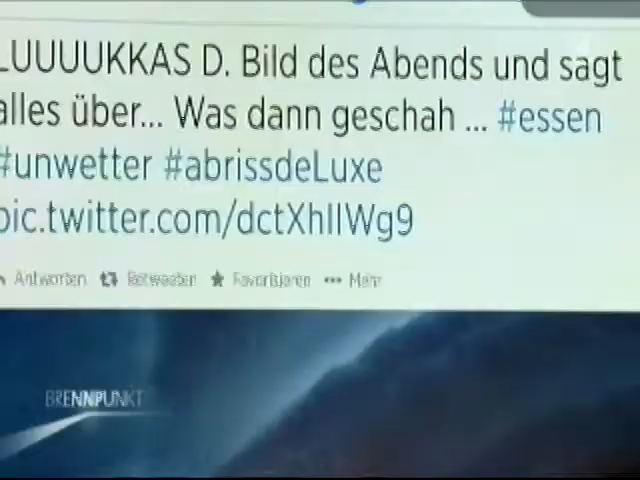 LUUUUKKAS D. Bild des Abends und sagt
alles über... Was dann geschah ... #essen
#unwetter #abrissdeLuxe
pic.twitter.com/dctXhIIWg9
Antworten Retweeten Favorisieren Mehr
BRENNPUNKT